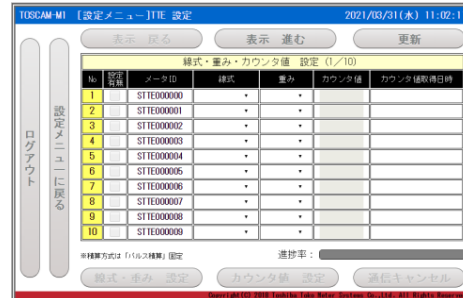 TOSCAM-M1 [設定メニュー]TTE 設定 2021/03/31(水) 11:02:1
表示 戻る 表示 進む 更新
ログアウト
設定メニューに戻る
線式・重み・カウンタ値 設定 (1/10)
No 設定有無 メータID 線式 重み カウンタ値 カウンタ値取得日時
1 STTE000000
2 STTE000001
3 STTE000002
4 STTE000003
5 STTE000004
6 STTE000005
7 STTE000006
8 STTE000007
9 STTE000008
10 STTE000009
※積算方式は「パルス積算」固定 進捗率:
線式・重み 設定 カウンタ値 設定 通信キャンセル
Copyright(C) 2018 Toshiba Toko Meter Systems Co.,Ltd. All Rights Reserve